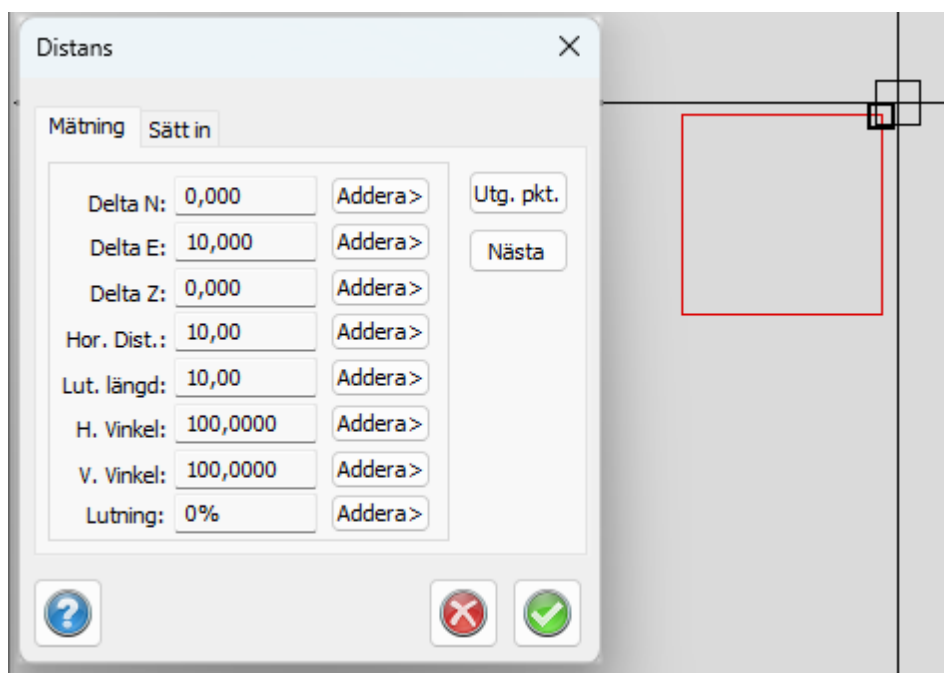 Distans
Mätning Sätt in
Delta N: 0,000 Addera> Utg. pkt.
Delta E: 10,000 Addera> Nästa
Delta Z: 0,000 Addera>
Hor. Dist.: 10,00 Addera>
Lut. längd: 10,00 Addera>
H. Vinkel: 100,0000 Addera>
V. Vinkel: 100,0000 Addera>
Lutning: 0% Addera>